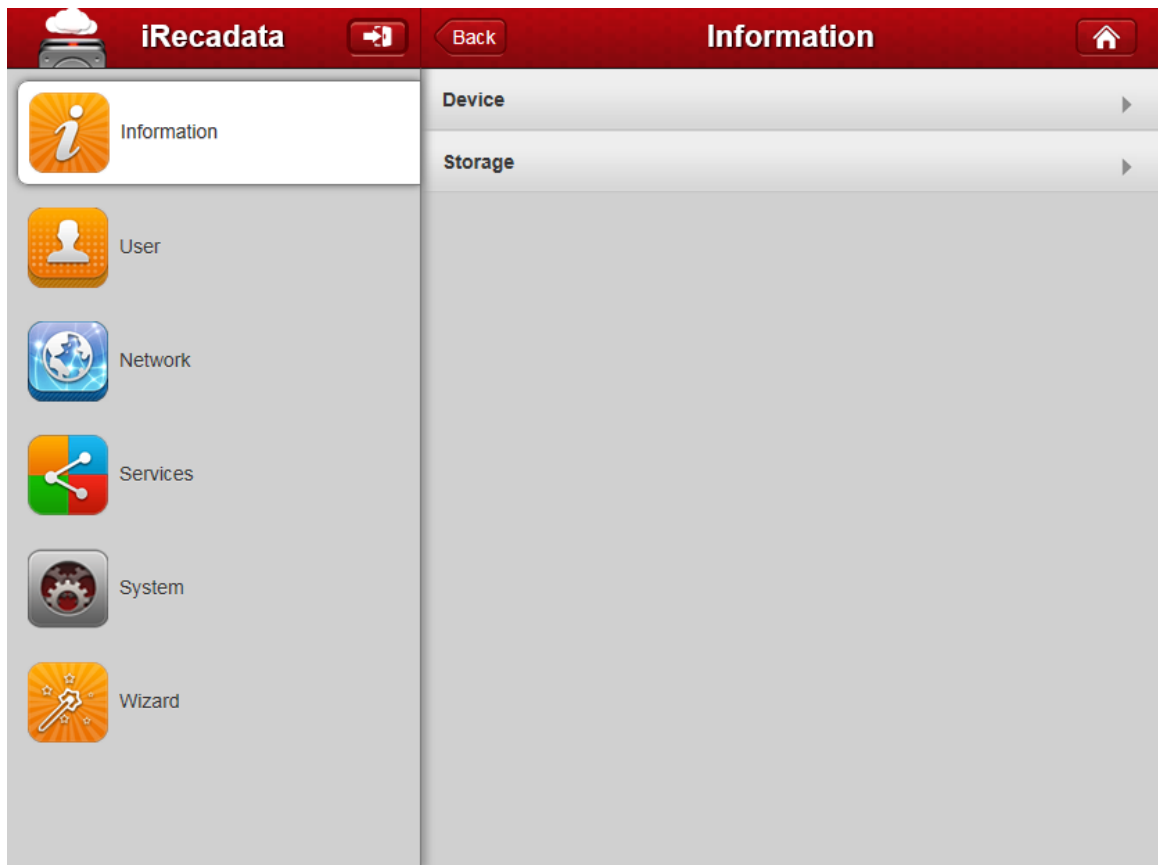 iRecadata
Back
Information
Information
User
Network
Services
System
Wizard
Device
Storage